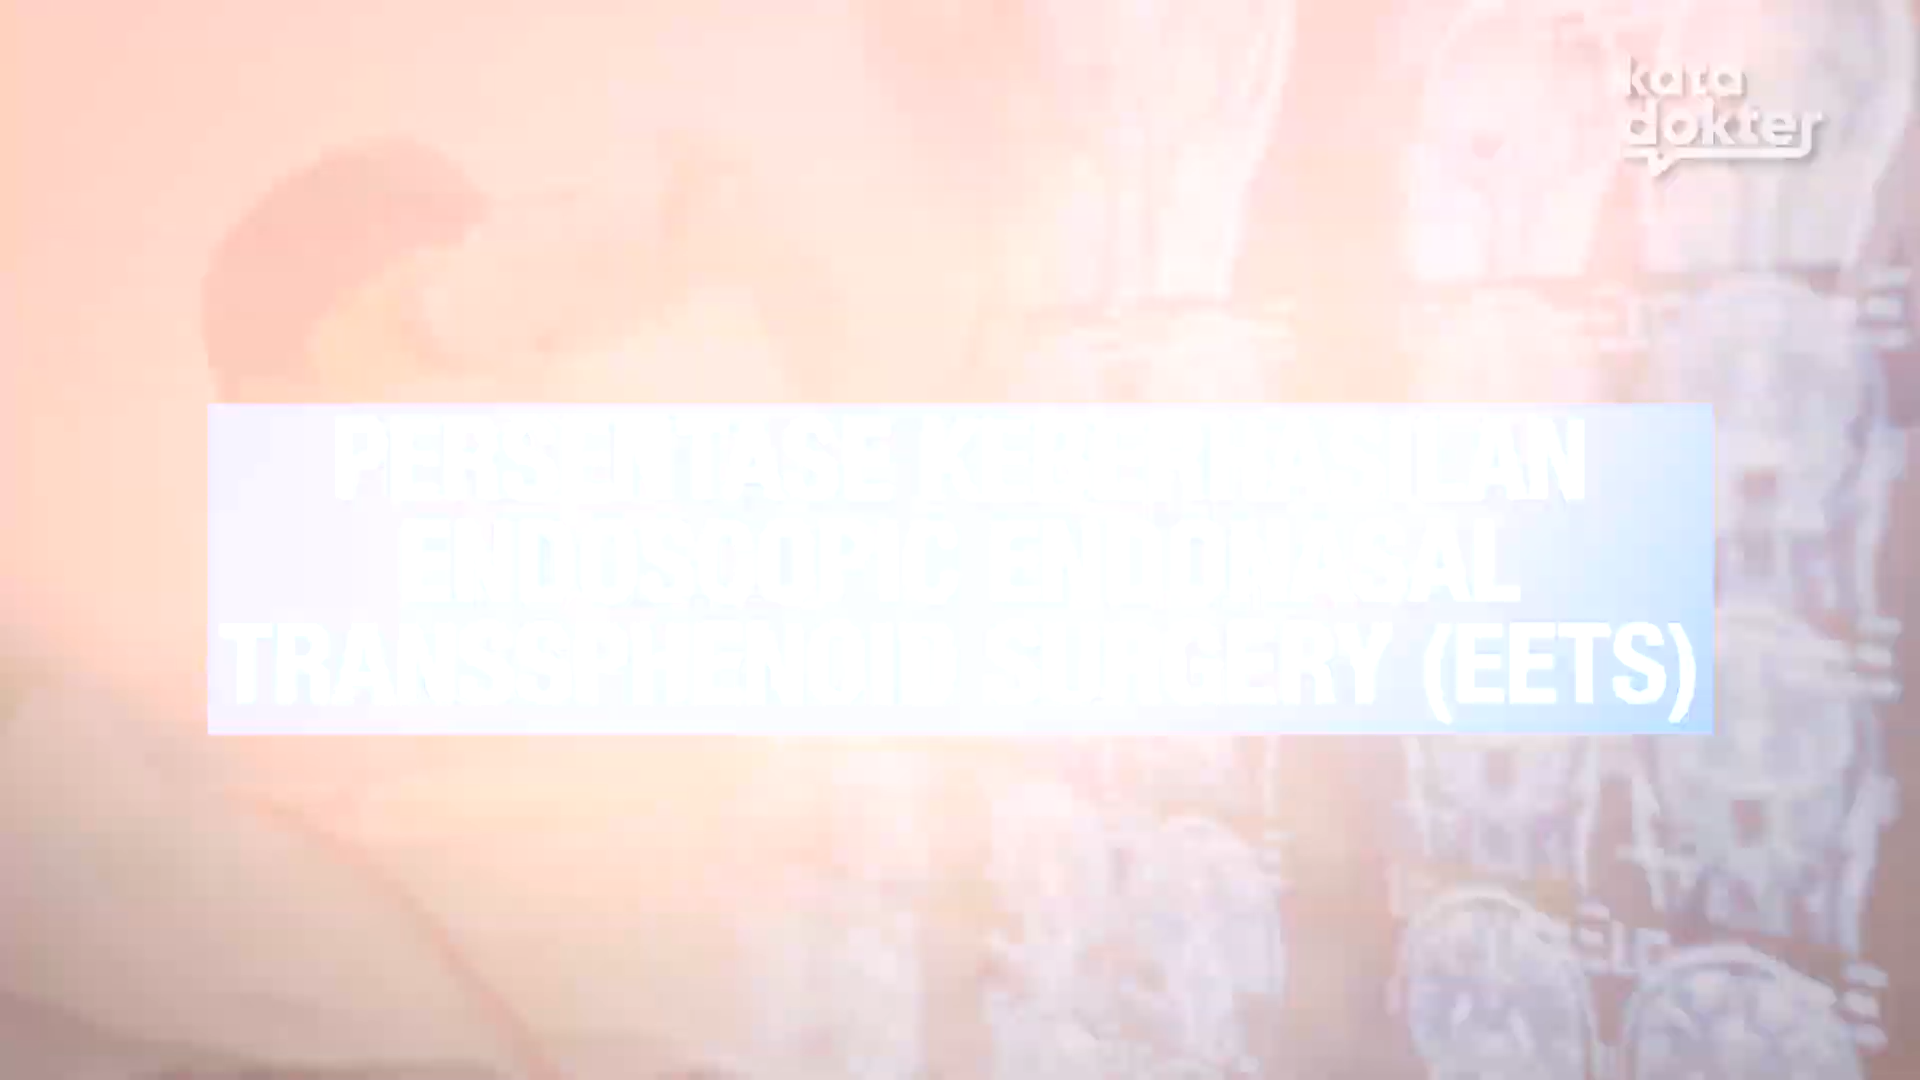 kata
dokter
PERSENTASE KEBERHASILAN
ENDOSCOPIC ENDONASAL
TRANSSPHENOID SURGERY (EETS)